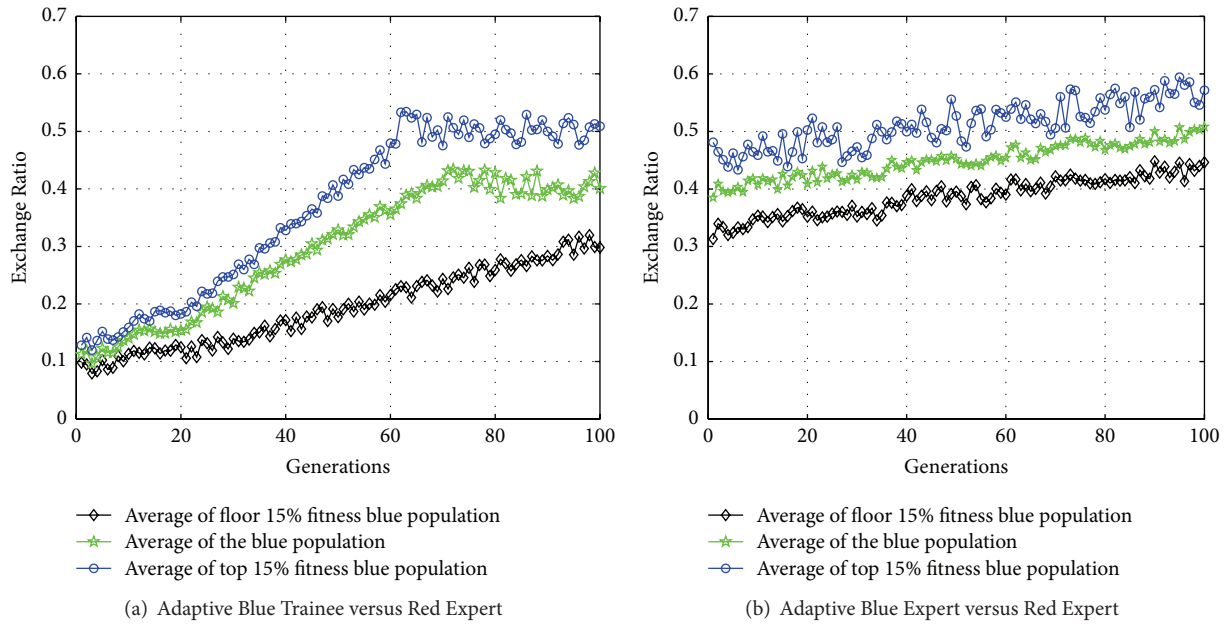 0.7
0.6
0.5
0.4
0.3
0.2
0.1
0
Exchange Ratio
0 20 40 60 80 100
Generations
Average of floor 15% fitness blue population
Average of the blue population
Average of top 15% fitness blue population
(a) Adaptive Blue Trainee versus Red Expert
0.7
0.6
0.5
0.4
0.3
0.2
0.1
0
Exchange Ratio
0 20 40 60 80 100
Generations
Average of floor 15% fitness blue population
Average of the blue population
Average of top 15% fitness blue population
(b) Adaptive Blue Expert versus Red Expert